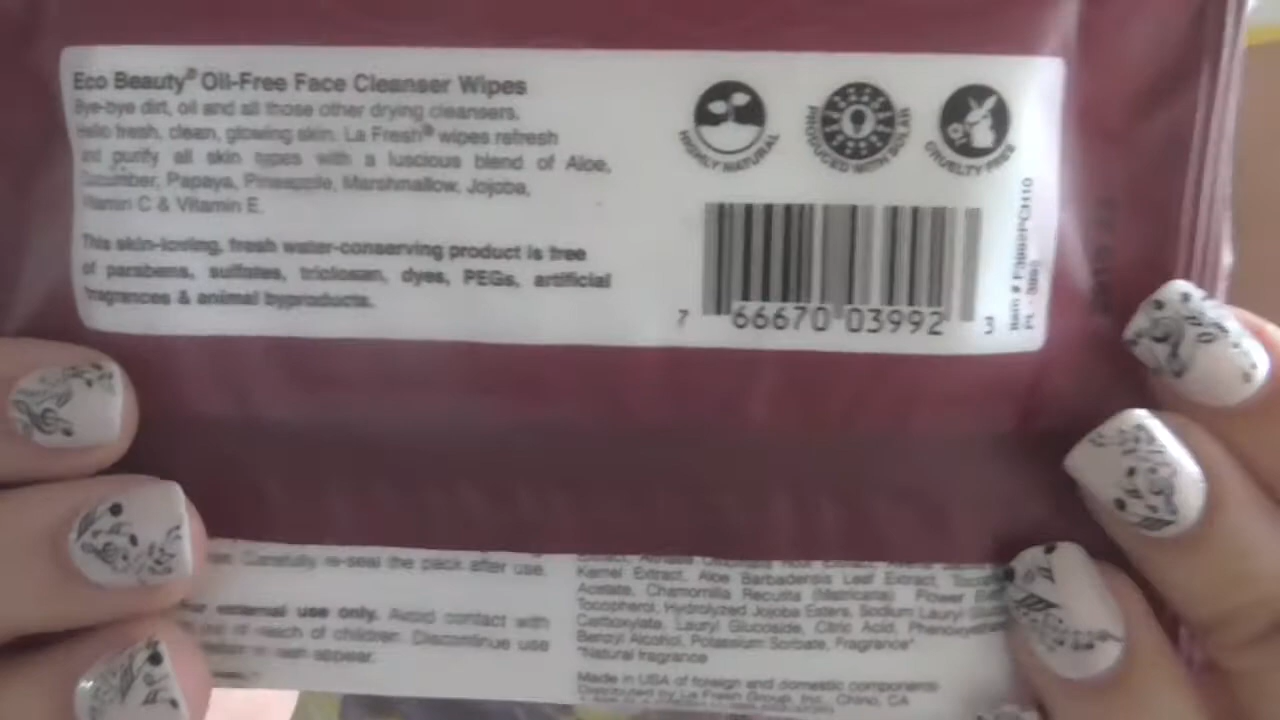 Eco Beauty® Oil-Free Face Cleanser Wipes
Bye-bye dirt, oil and all those other drying cleansers.
Hello fresh, clean, glowing skin. La Fresh® wipes refresh
and purify all skin types with a luscious blend of Aloe,
Cucumber, Papaya, Pineapple, Marshmallow, Jojoba,
Vitamin C & Vitamin E.
This skin-loving, fresh water-conserving product is free
of parabens, sulfates, triclosan, dyes, PEGs, artificial
fragrances & animal byproducts.
HIGHLY NATURAL
PRODUCED WITH SOLAR
CRUELTY FREE
7 66670 03992 3
Carefully re-seal the pack after use.
external use only. Avoid contact with
of reach of children. Discontinue use
rash appear.
Kernel Extract, Aloe Barbadensis Leaf Extract,
Acetate, Chamomilla Recutita (Matricaria) Flower
Tocopherol, Hydrolyzed Jojoba Esters, Sodium Lauryl
Carboxylate, Lauryl Glucoside, Citric Acid,
Benzyl Alcohol, Potassium Sorbate, Fragrance*
*Natural fragrance
Made in USA of foreign and domestic components
Distributed by La Fresh Group, Inc., Chino, CA